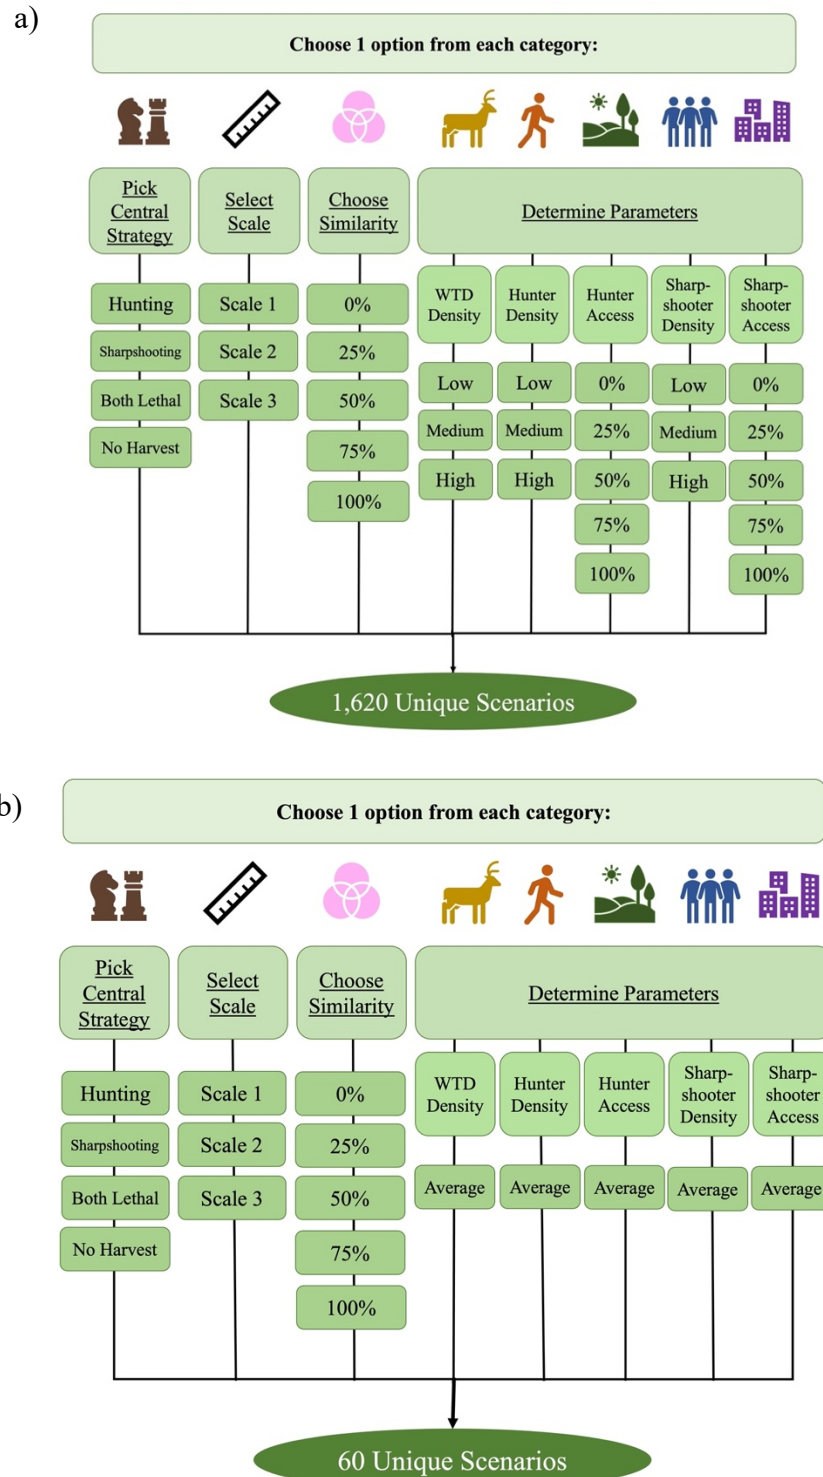 a)
Choose 1 option from each category:
Pick
Central
Strategy
Select
Scale
Choose
Similarity
Determine Parameters
Hunting
Sharpshooting
Both Lethal
No Harvest
Scale 1
Scale 2
Scale 3
0%
25%
50%
75%
100%
WTD
Density
Low
Medium
High
Hunter
Density
Low
Medium
High
Hunter
Access
0%
25%
50%
75%
100%
Sharp-
shooter
Density
Low
Medium
High
Sharp-
shooter
Access
0%
25%
50%
75%
100%
1,620 Unique Scenarios
b)
Choose 1 option from each category:
Pick
Central
Strategy
Select
Scale
Choose
Similarity
Determine Parameters
Hunting
Sharpshooting
Both Lethal
No Harvest
Scale 1
Scale 2
Scale 3
0%
25%
50%
75%
100%
WTD
Density
Average
Hunter
Density
Average
Hunter
Access
Average
Sharp-
shooter
Density
Average
Sharp-
shooter
Access
Average
60 Unique Scenarios